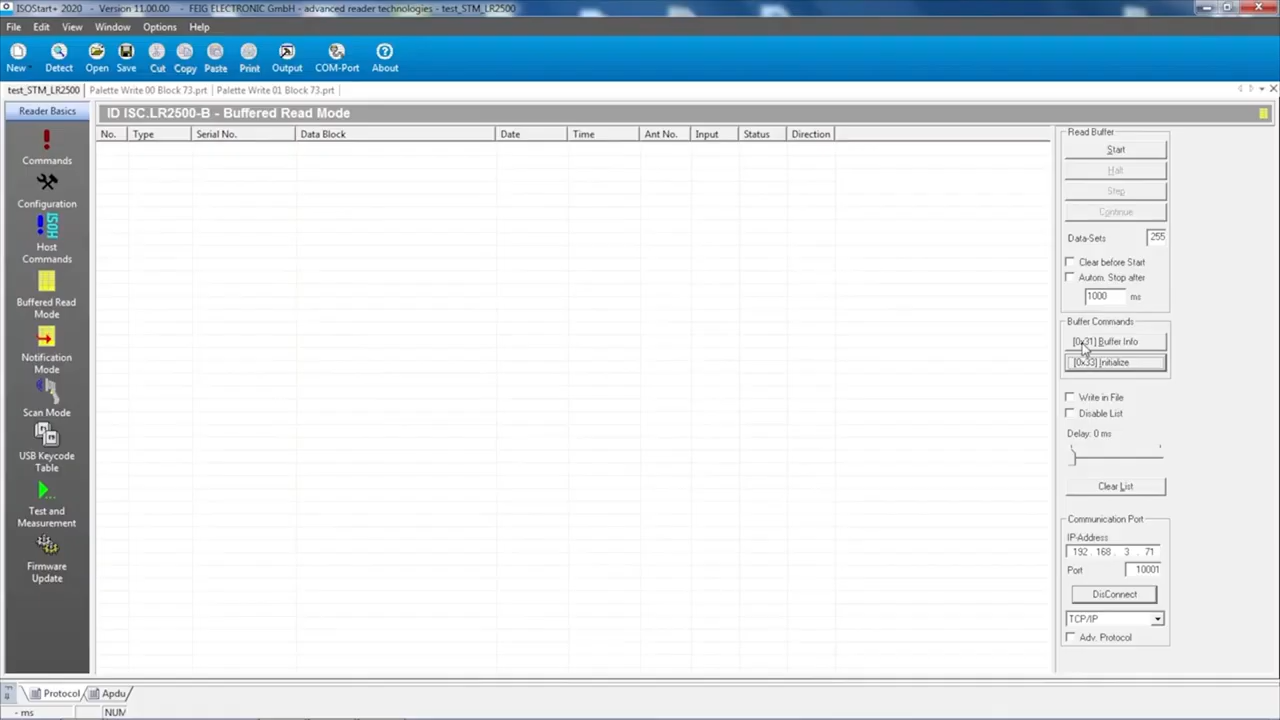 ISOStart+ 2020 - Version 11.00.00 - FEIG ELECTRONIC GmbH - advanced reader technologies - test_STM_LR2500
File Edit View Window Options Help
New Detect Open Save Cut Copy Paste Print Output COM-Port About
test_STM_LR2500 Palette Write 00 Block 73.prt Palette Write 01 Block 73.prt
Reader Basics
Commands
Configuration
HOST
Host
Commands
Buffered Read
Mode
Notification
Mode
Scan Mode
USB Keycode
Table
Test and
Measurement
Firmware
Update
ID ISC.LR2500-B - Buffered Read Mode
No. Type Serial No. Data Block Date Time Ant No. Input Status Direction
Read Buffer
Start
Halt
Step
Continue
Data-Sets 255
Clear before Start
Autom. Stop after
1000 ms
Buffer Commands
[0x31] Buffer Info
[0x33] Initialize
Write in File
Disable List
Delay: 0 ms
Clear List
Communication Port
IP-Address
192 . 168 . 3 . 71
Port 10001
DisConnect
TCP/IP
Adv. Protocol
Protocol Apdu
- ms NUM